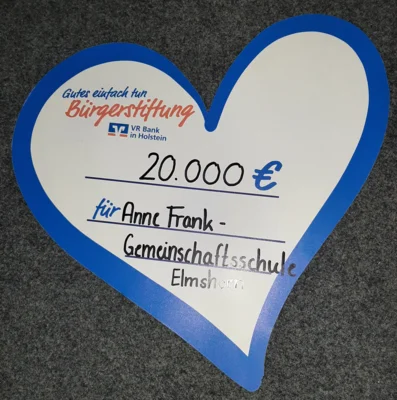 Gutes einfach tun
Bürgerstiftung
VR Bank
in Holstein
20.000 €
für Anne Frank -
Gemeinschaftsschule
Elmshorn